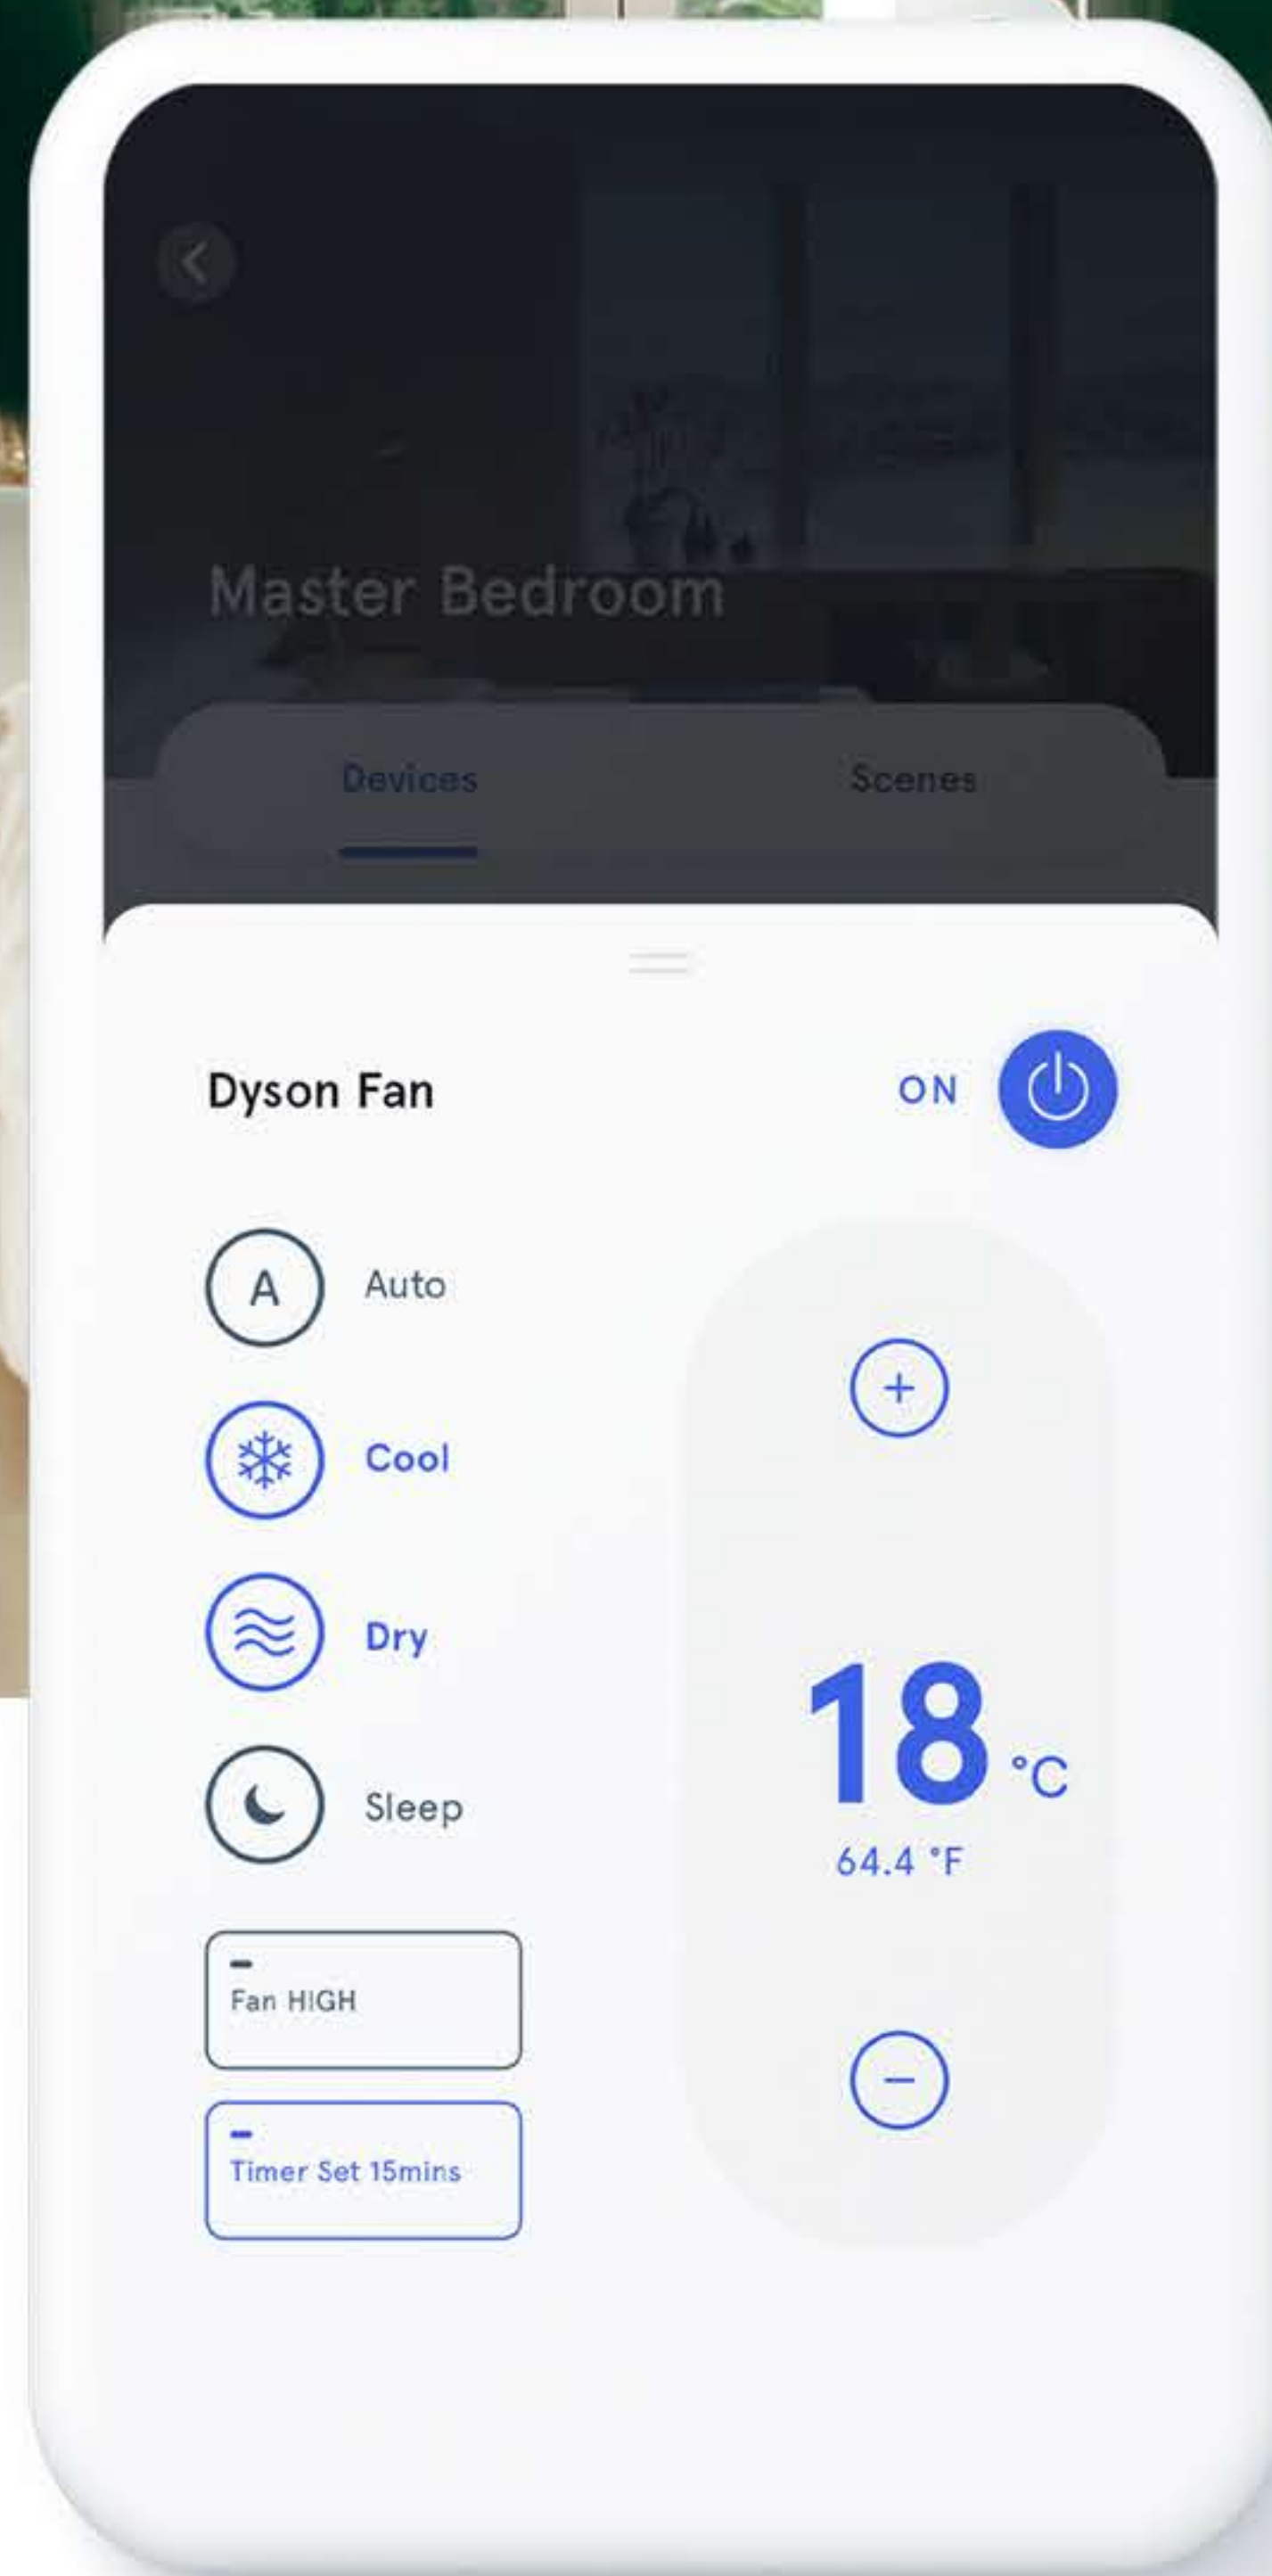 Master Bedroom
Devices
Scenes
Dyson Fan
ON
A
Auto
Cool
Dry
Sleep
Fan HIGH
Timer Set 15mins
+
18 °C
64.4 °F
−